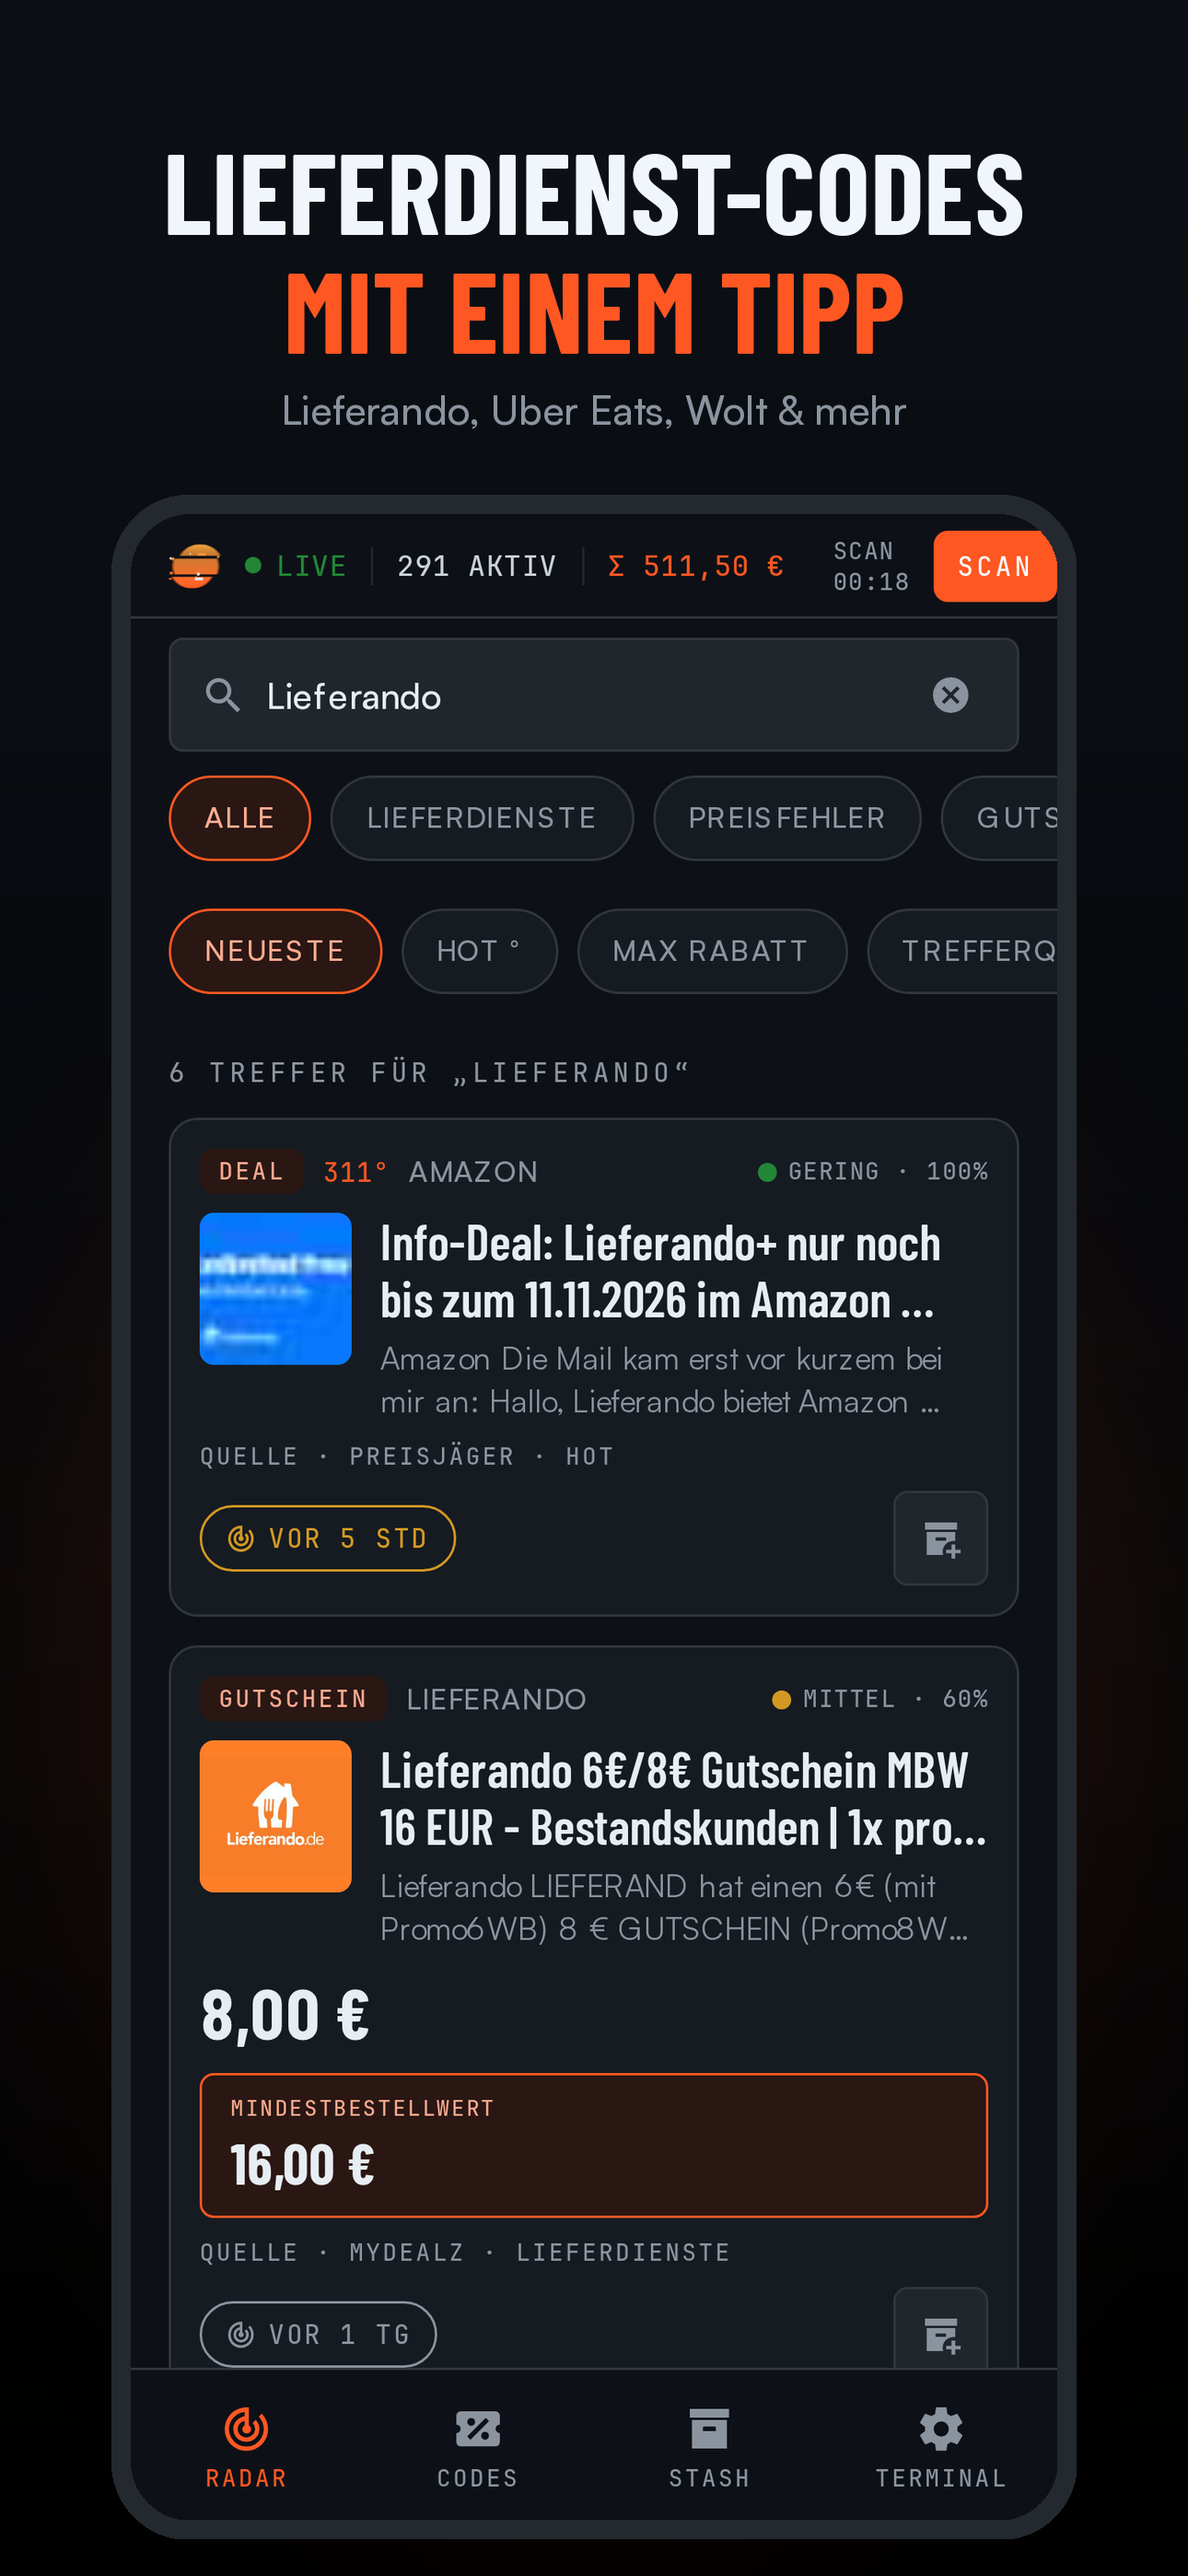 LIEFERDIENST-CODES
MIT EINEM TIPP
Lieferando, Uber Eats, Wolt & mehr
LIVE 291 AKTIV Σ 511,50 € SCAN 00:18 SCAN
Lieferando
ALLE LIEFERDIENSTE PREISFEHLER GUTS
NEUESTE HOT ° MAX RABATT TREFFERQ
6 TREFFER FÜR „LIEFERANDO“
DEAL 311° AMAZON GERING · 100%
Info-Deal: Lieferando+ nur noch
bis zum 11.11.2026 im Amazon ...
Amazon Die Mail kam erst vor kurzem bei
mir an: Hallo, Lieferando bietet Amazon ...
QUELLE · PREISJÄGER · HOT
VOR 5 STD
GUTSCHEIN LIEFERANDO MITTEL · 60%
Lieferando.de
Lieferando 6€/8€ Gutschein MBW
16 EUR - Bestandskunden | 1x pro...
Lieferando LIEFERAND hat einen 6€ (mit
Promo6WB) 8 € GUTSCHEIN (Promo8W...
8,00 €
MINDESTBESTELLWERT
16,00 €
QUELLE · MYDEALZ · LIEFERDIENSTE
VOR 1 TG
RADAR CODES STASH TERMINAL